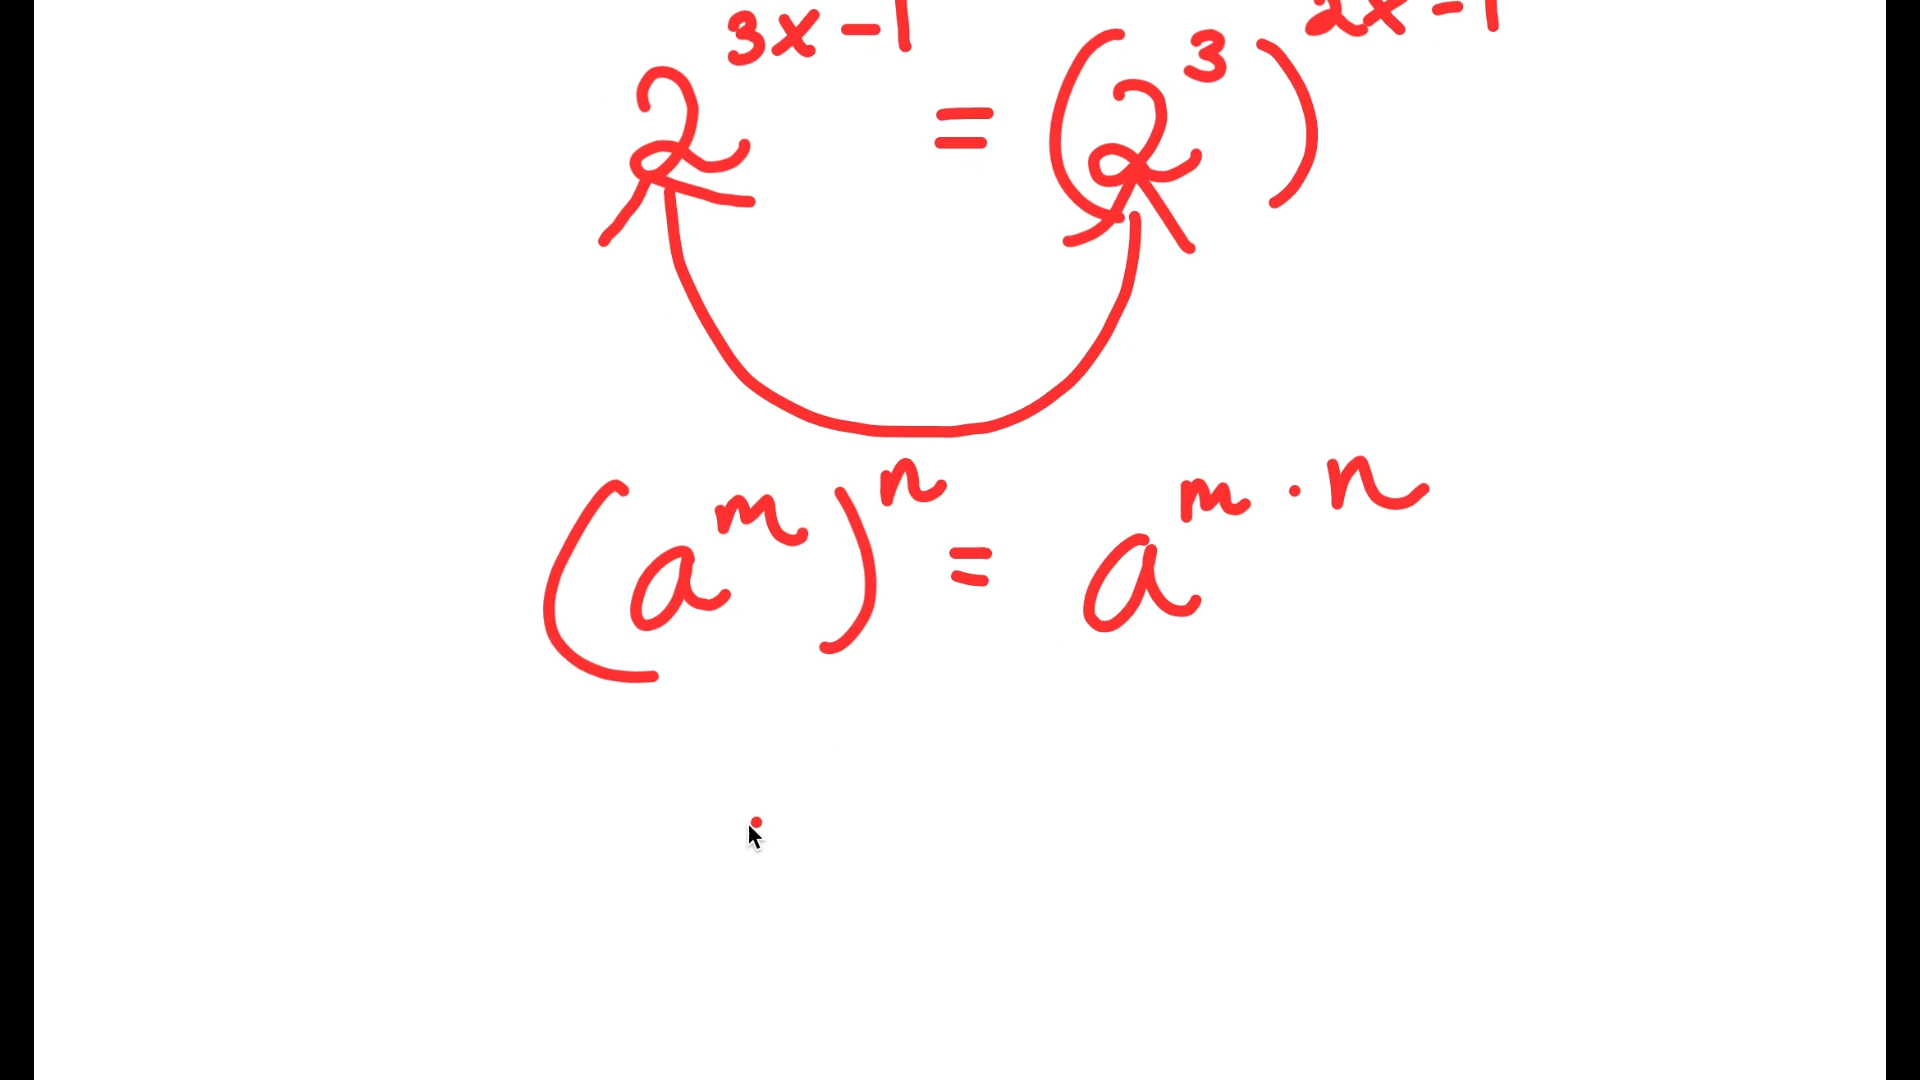 2^{3x-1} = (2^3)^{2x-1}
(a^m)^n = a^{m·n}